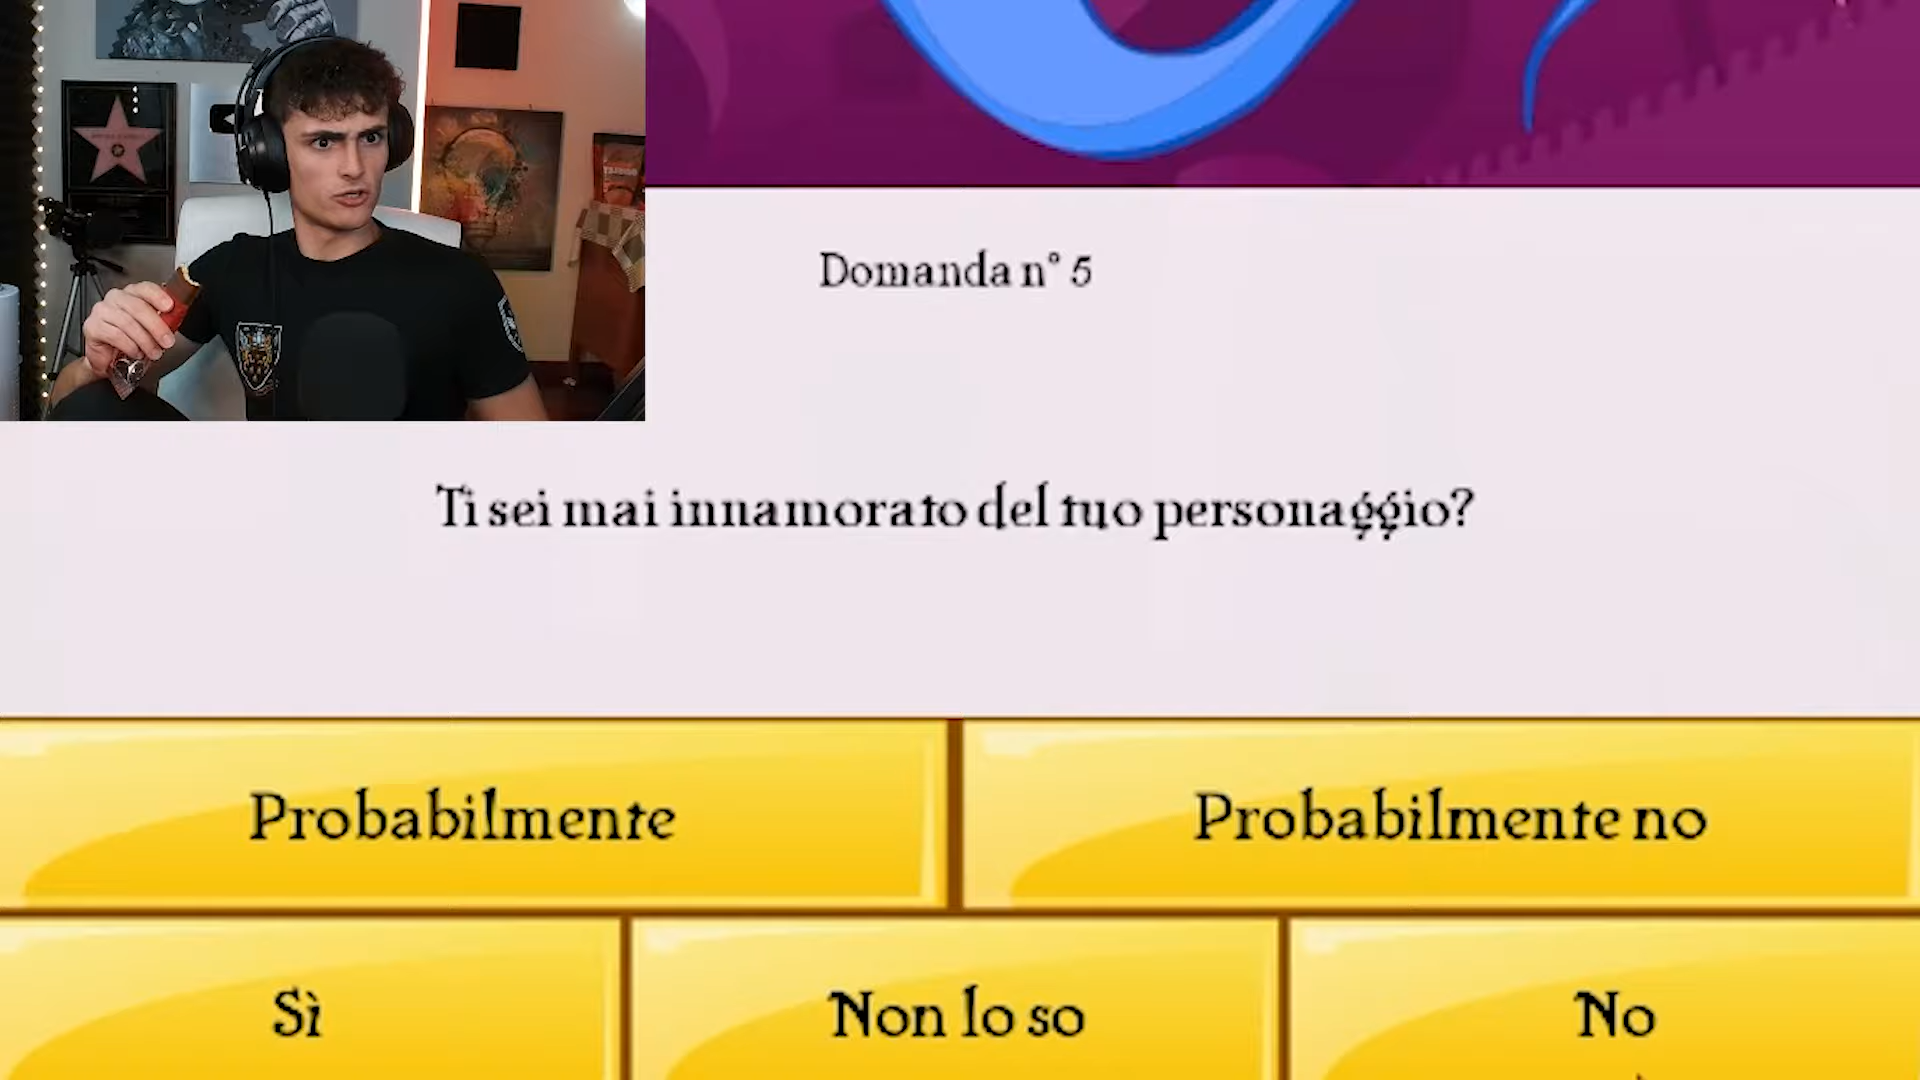 Domanda n° 5
Ti sei mai innamorato del tuo personaggio?
Probabilmente
Probabilmente no
Sì
Non lo so
No